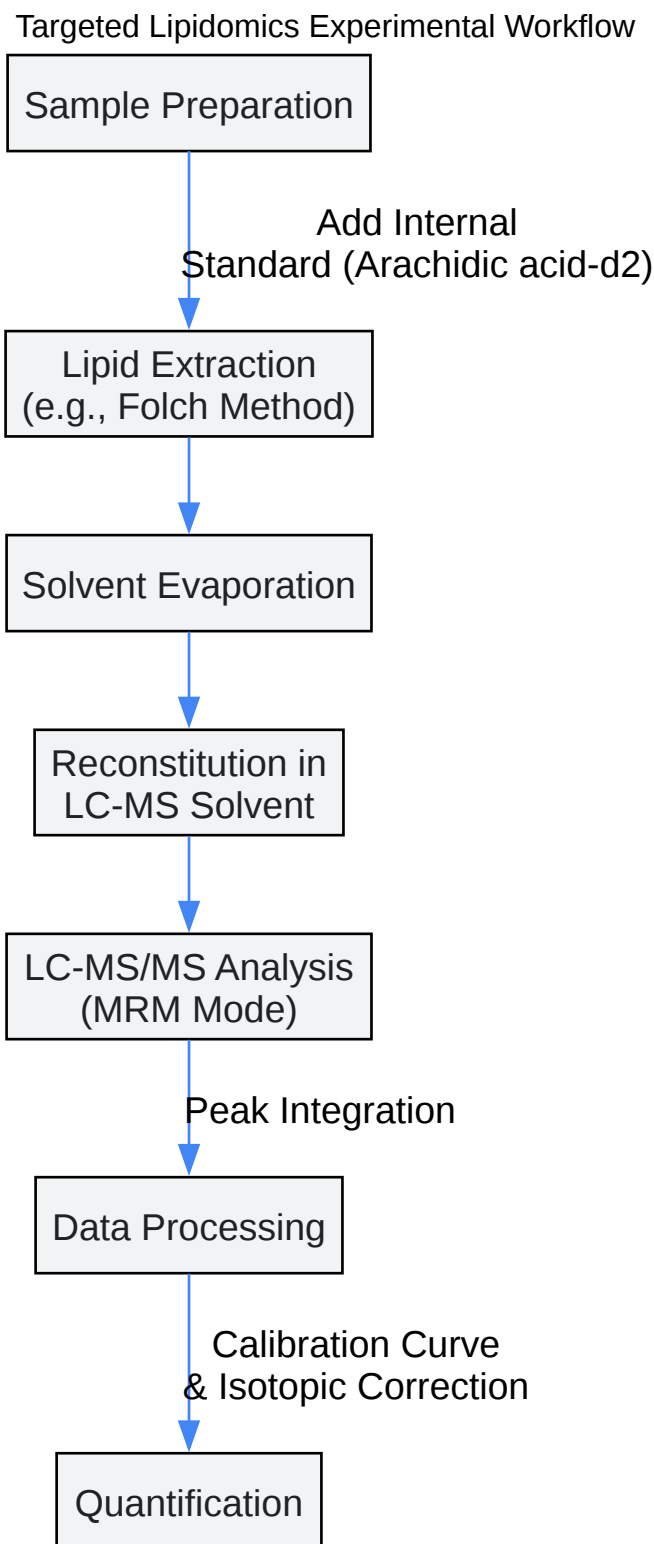 Targeted Lipidomics Experimental Workflow
Sample Preparation
Add Internal
Standard (Arachidic acid-d2)
Lipid Extraction
(e.g., Folch Method)
Solvent Evaporation
Reconstitution in
LC-MS Solvent
LC-MS/MS Analysis
(MRM Mode)
Peak Integration
Data Processing
Calibration Curve
& Isotopic Correction
Quantification